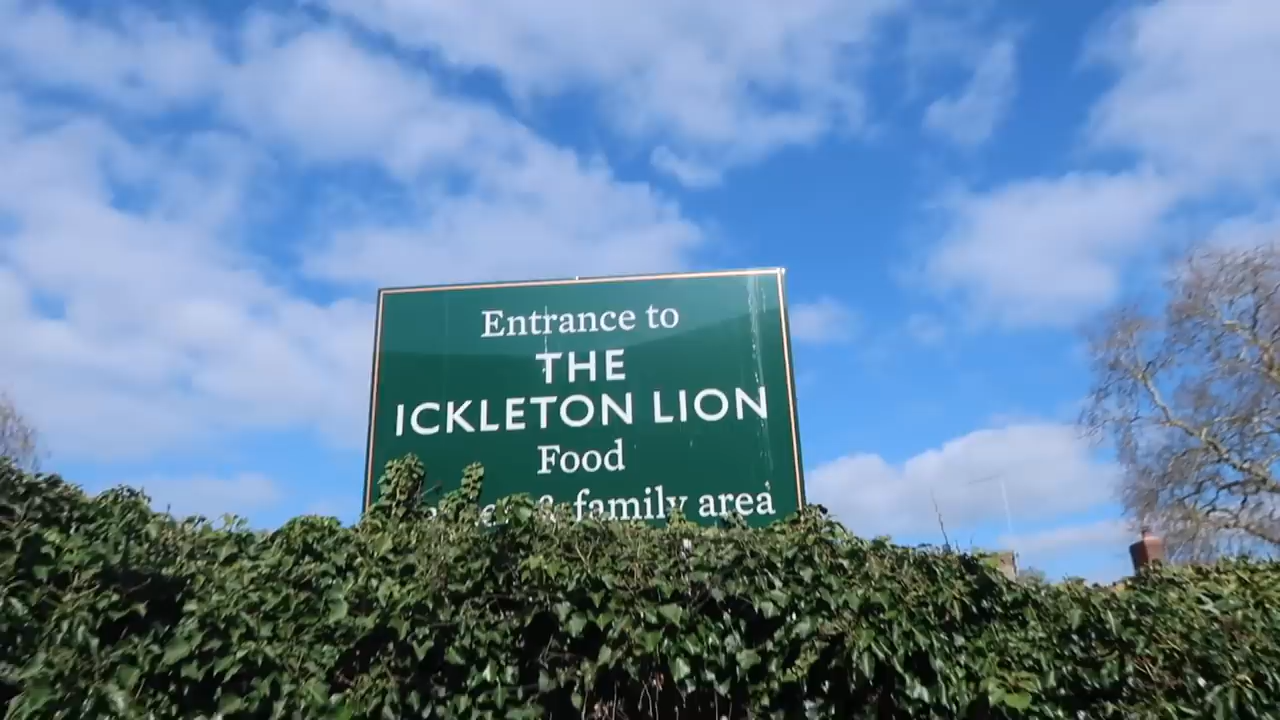 Entrance to
THE
ICKLETON LION
Food
& family area